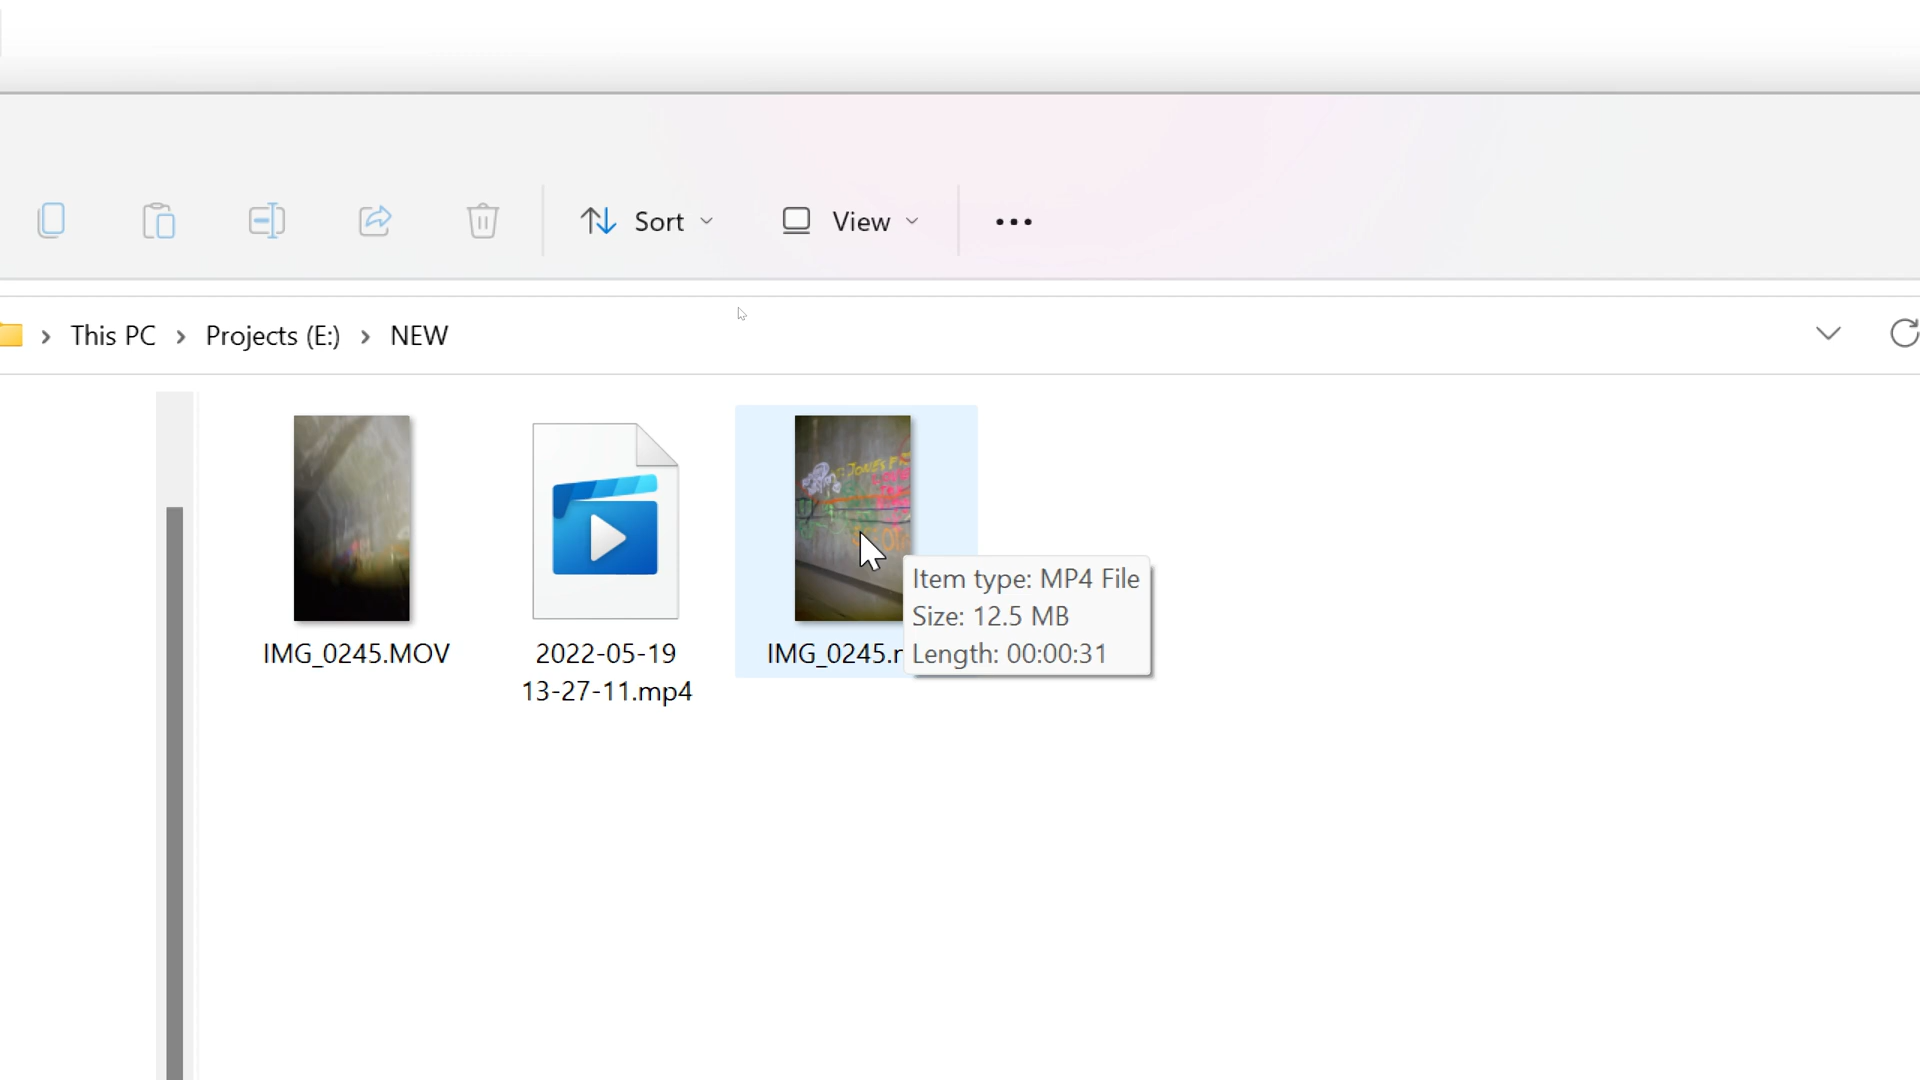 Sort
View
This PC
Projects (E:)
NEW
JONES
IMG_0245.MOV
2022-05-19
13-27-11.mp4
IMG_0245.
Item type: MP4 File
Size: 12.5 MB
Length: 00:00:31